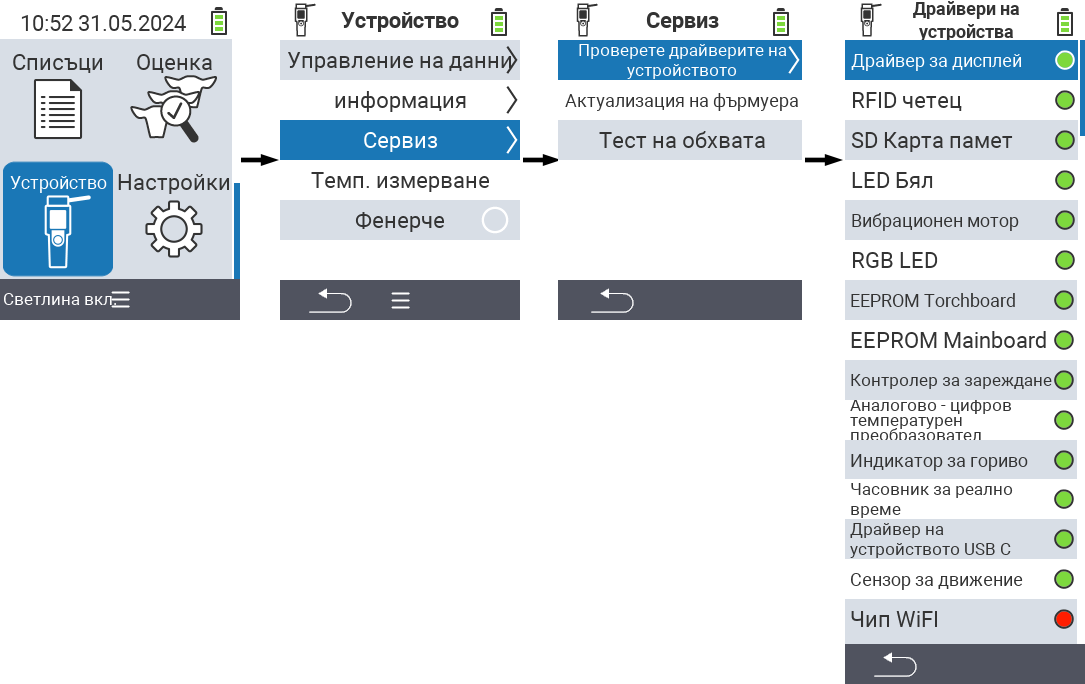 10:52 31.05.2024
Списъци
Оценка
Устройство
Настройки
Светлина вкл.
Устройство
Управление на данни
информация
Сервиз
Темп. измерване
Фенерче
Сервиз
Проверете драйверите на
устройството
Актуализация на фърмуера
Тест на обхвата
Драйвери на
устройства
Драйвер за дисплей
RFID четец
SD Карта памет
LED Бял
Вибрационен мотор
RGB LED
EEPROM Torchboard
EEPROM Mainboard
Контролер за зареждане
Аналогово - цифров
температурен
преобразовател
Индикатор за гориво
Часовник за реално
време
Драйвер на
устройството USB C
Сензор за движение
Чип WiFI